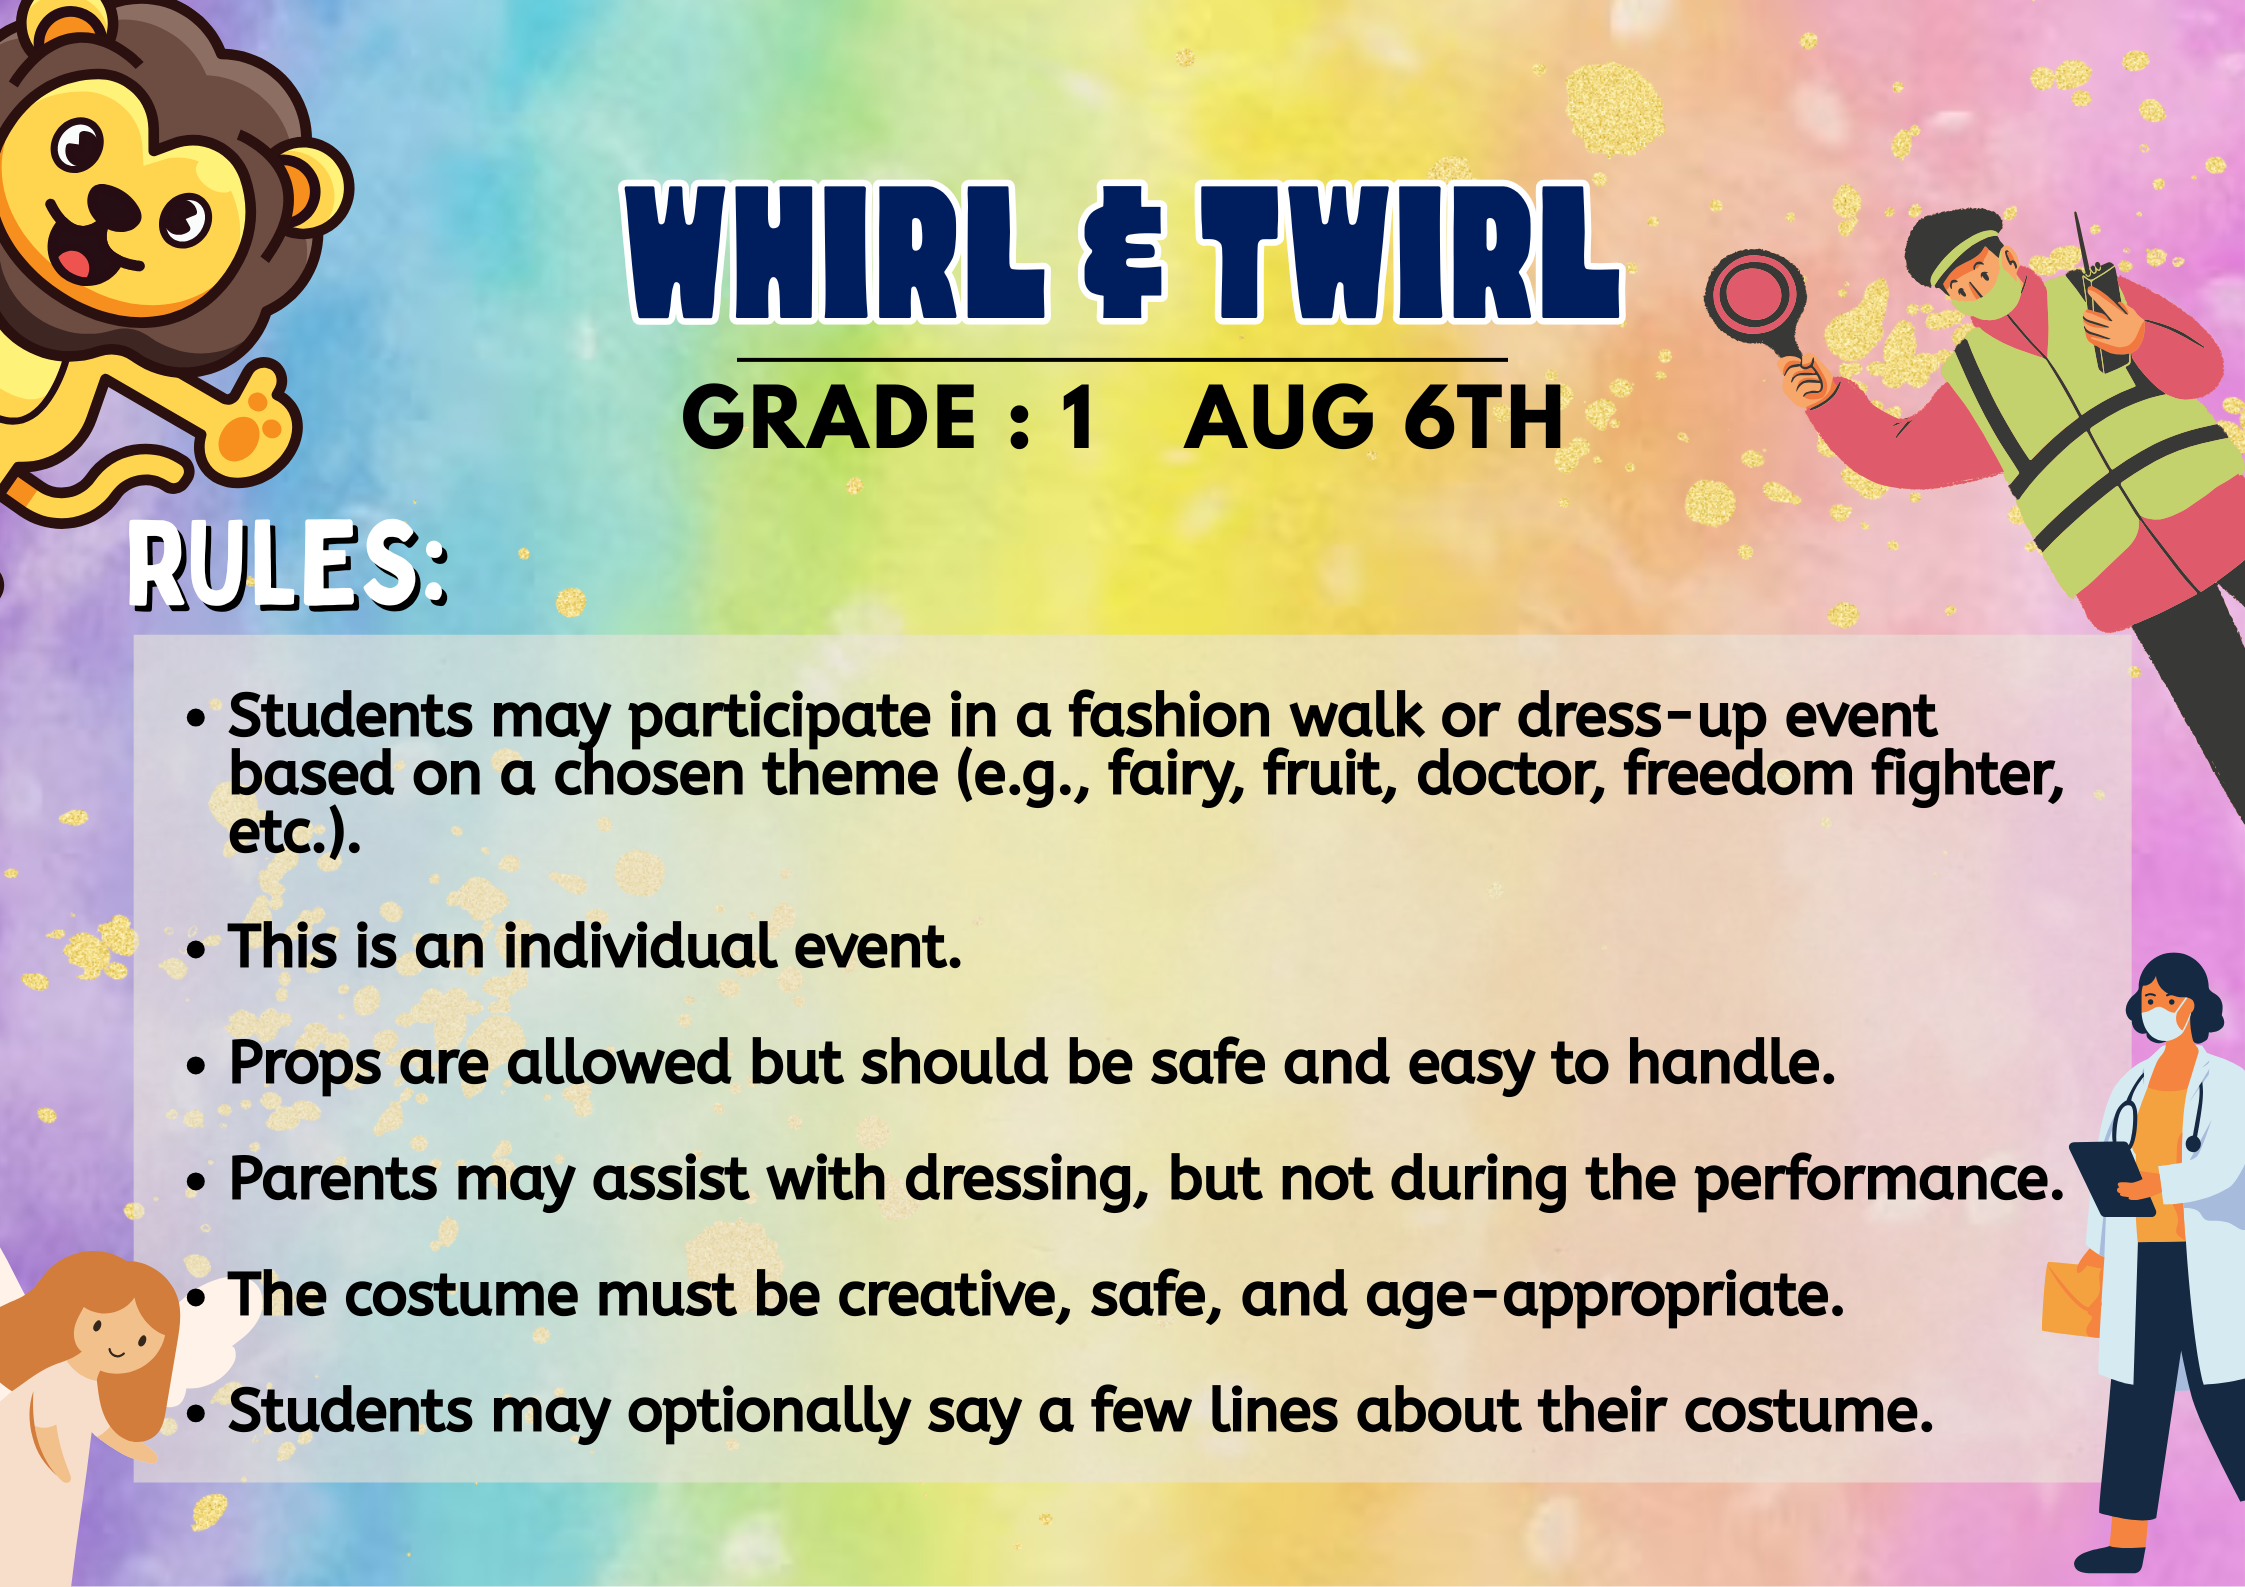 WHIRL & TWIRL
GRADE : 1 AUG 6TH
RULES:
• Students may participate in a fashion walk or dress-up event
based on a chosen theme (e.g., fairy, fruit, doctor, freedom fighter,
etc.).
• This is an individual event.
• Props are allowed but should be safe and easy to handle.
• Parents may assist with dressing, but not during the performance.
• The costume must be creative, safe, and age-appropriate.
• Students may optionally say a few lines about their costume.